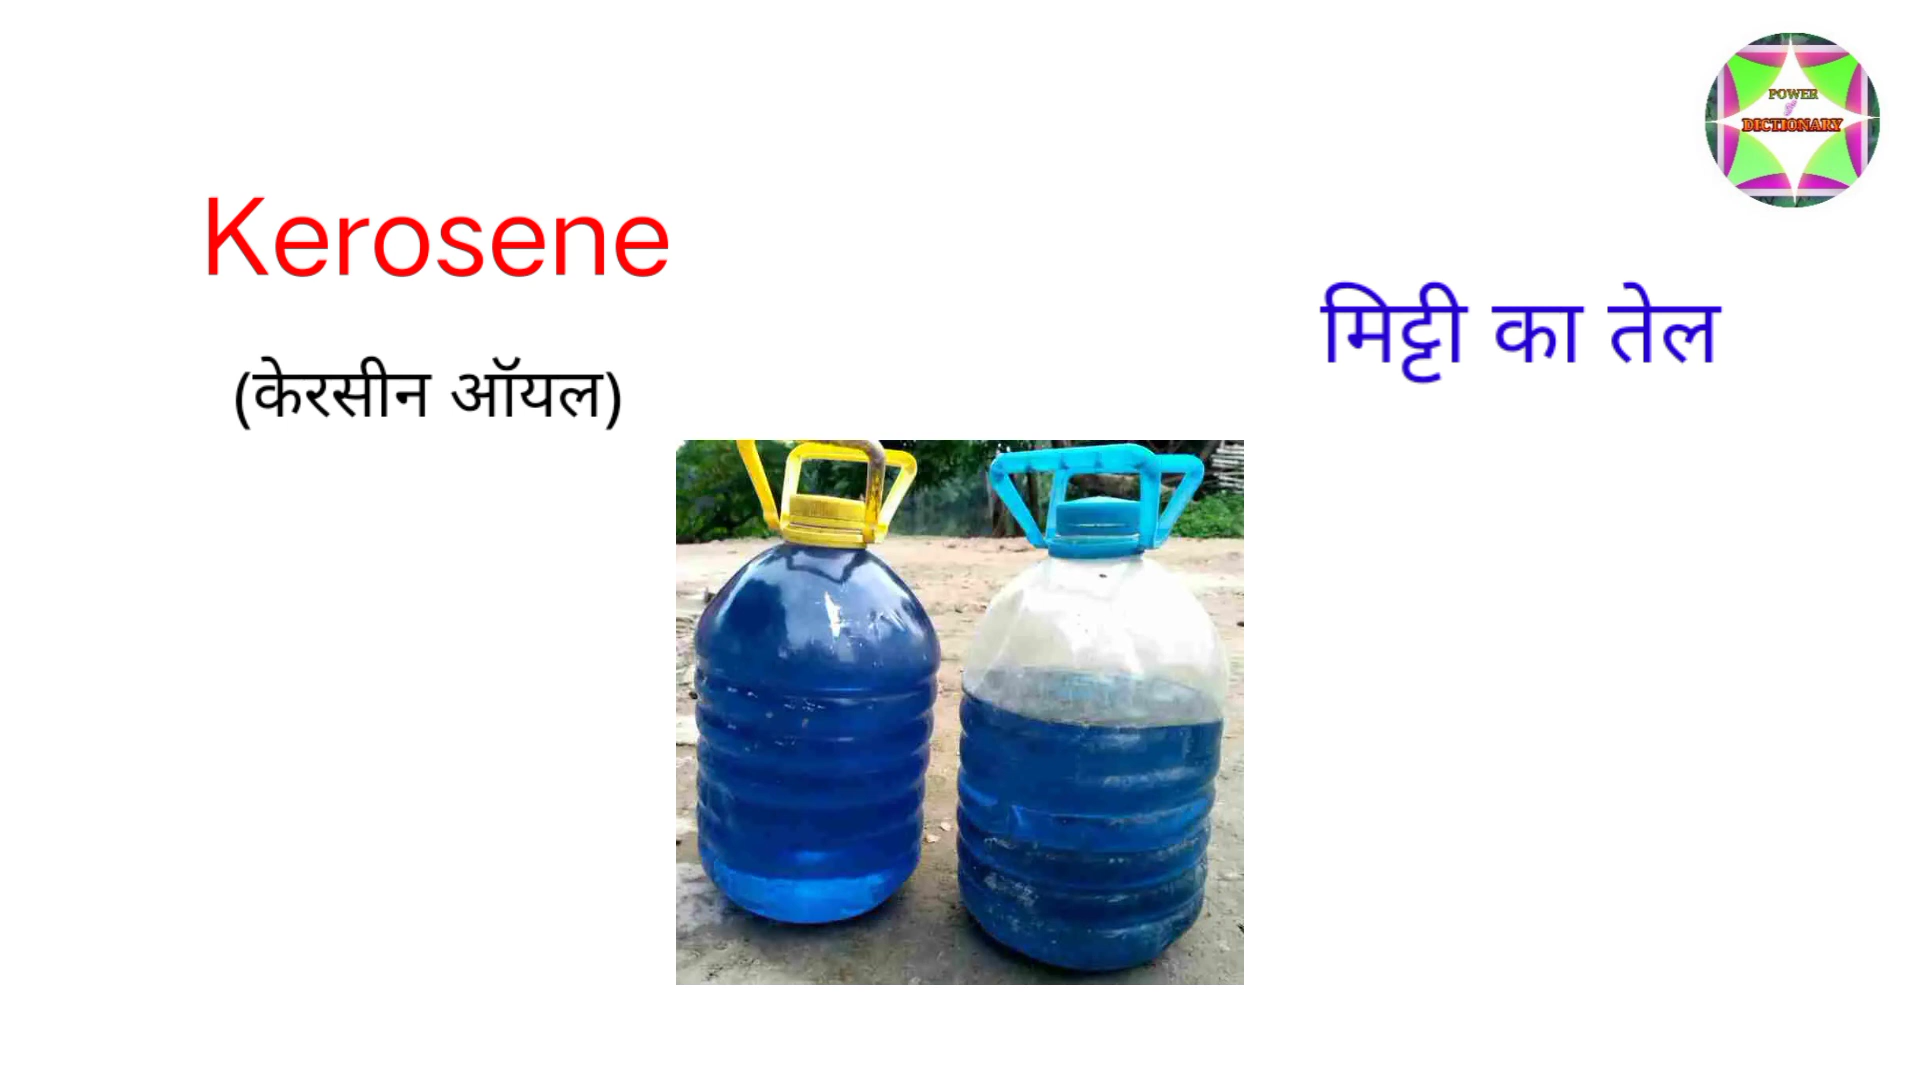 POWER
DICTIONARY
Kerosene
मिट्टी का तेल
(केरसीन ऑयल)